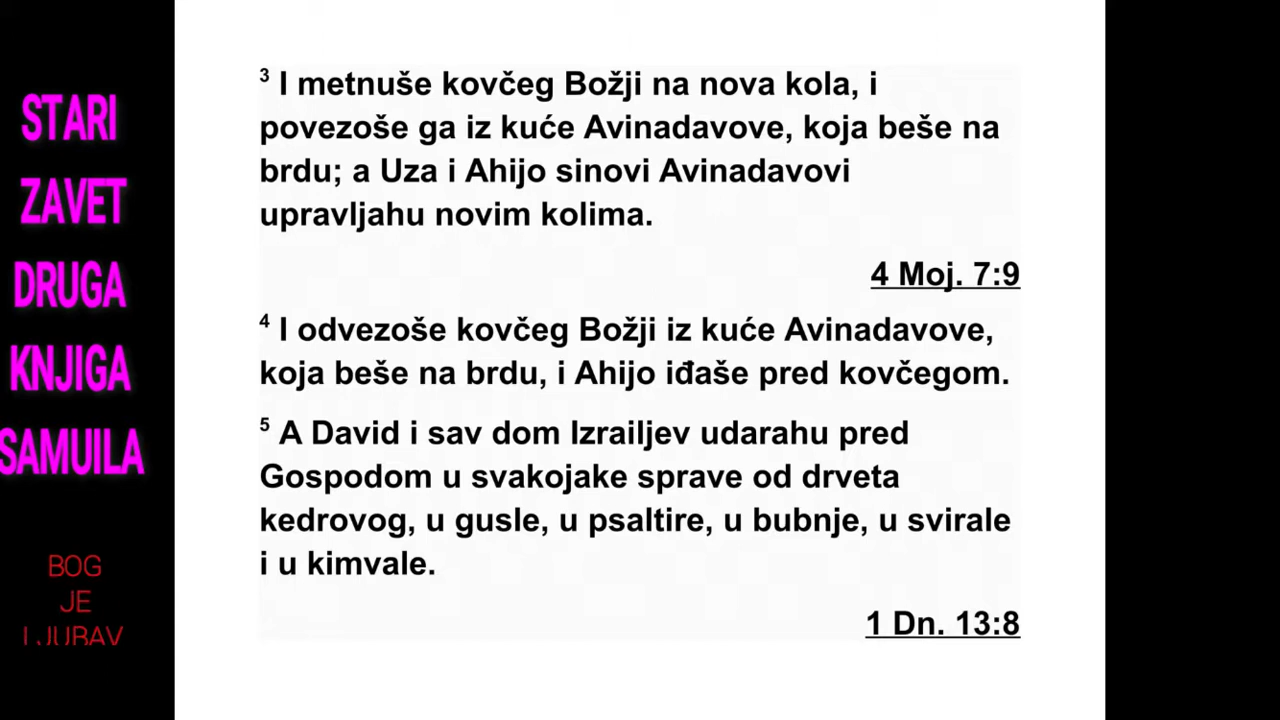 STARI
ZAVET
DRUGA
KNJIGA
SAMUILA
BOG
JE
LJUBAV
3 I metnuše kovčeg Božji na nova kola, i
povezoše ga iz kuće Avinadavove, koja beše na
brdu; a Uza i Ahijo sinovi Avinadavovi
upravljahu novim kolima.
4 Moj. 7:9
4 I odvezoše kovčeg Božji iz kuće Avinadavove,
koja beše na brdu, i Ahijo iđaše pred kovčegom.
5 A David i sav dom Izrailjev udarahu pred
Gospodom u svakojake sprave od drveta
kedrovog, u gusle, u psaltire, u bubnje, u svirale
i u kimvale.
1 Dn. 13:8